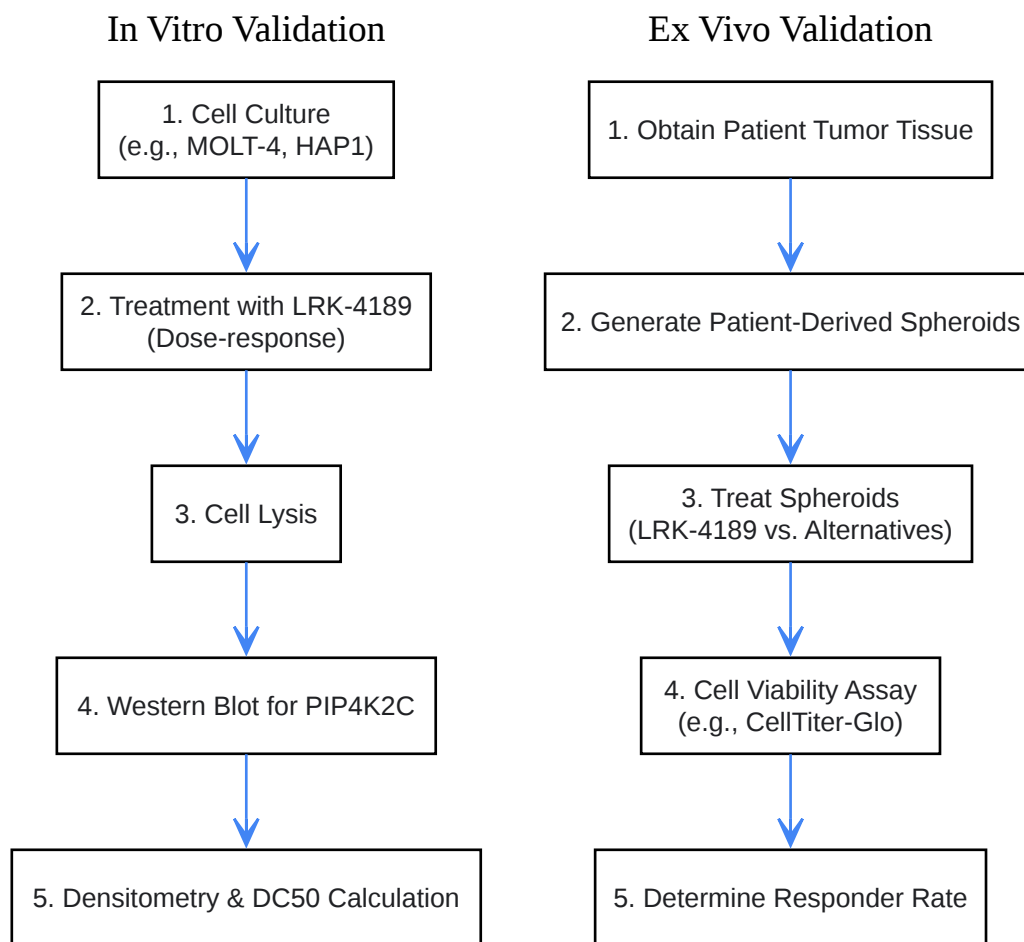 In Vitro Validation
1. Cell Culture
(e.g., MOLT-4, HAP1)
2. Treatment with LRK-4189
(Dose-response)
3. Cell Lysis
4. Western Blot for PIP4K2C
5. Densitometry & DC50 Calculation
Ex Vivo Validation
1. Obtain Patient Tumor Tissue
2. Generate Patient-Derived Spheroids
3. Treat Spheroids
(LRK-4189 vs. Alternatives)
4. Cell Viability Assay
(e.g., CellTiter-Glo)
5. Determine Responder Rate